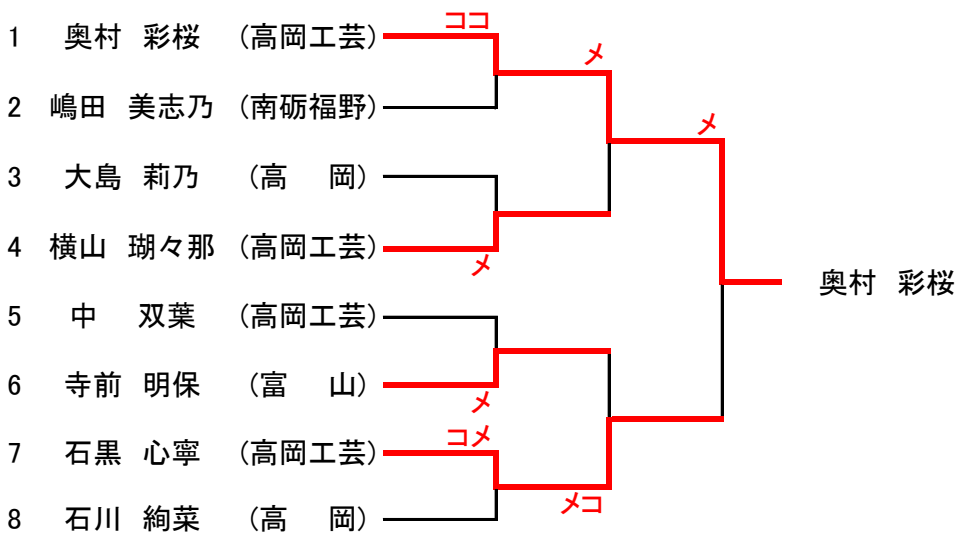 ココ
1 奥村 彩桜 (高岡工芸)
メ
2 嶋田 美志乃 (南砺福野)
メ
3 大島 莉乃 (高 岡)
4 横山 瑚々那 (高岡工芸)
メ
奥村 彩桜
5 中 双葉 (高岡工芸)
6 寺前 明保 (富 山)
メ
コメ
7 石黒 心寧 (高岡工芸)
メコ
8 石川 絢菜 (高 岡)